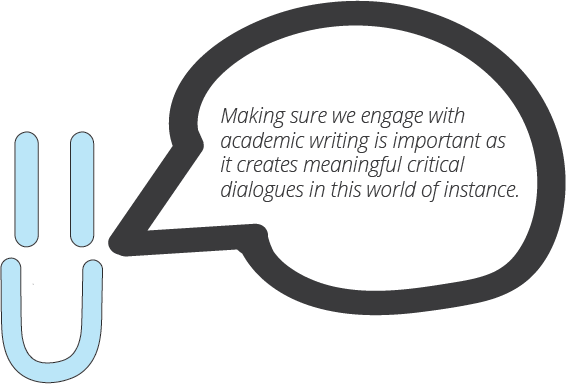 Making sure we engage with
academic writing is important as
it creates meaningful critical
dialogues in this world of instance.